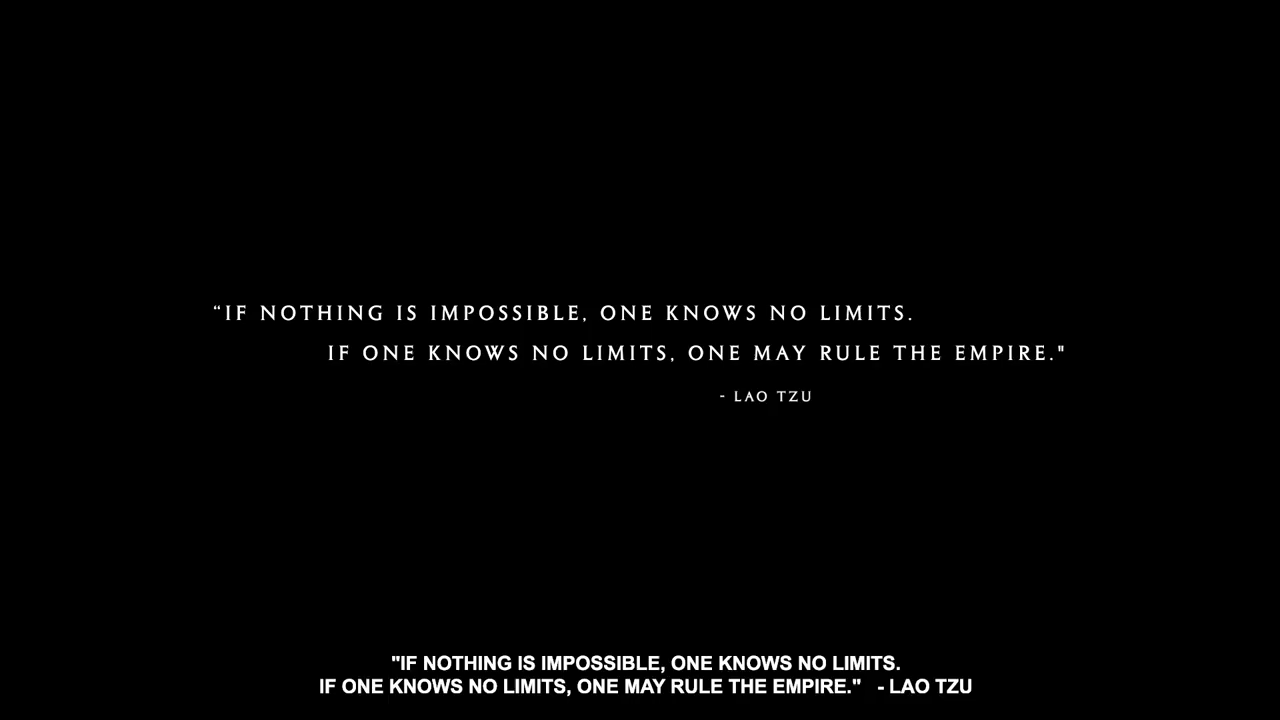 “IF NOTHING IS IMPOSSIBLE, ONE KNOWS NO LIMITS.
IF ONE KNOWS NO LIMITS, ONE MAY RULE THE EMPIRE."
- LAO TZU
"IF NOTHING IS IMPOSSIBLE, ONE KNOWS NO LIMITS.
IF ONE KNOWS NO LIMITS, ONE MAY RULE THE EMPIRE." - LAO TZU